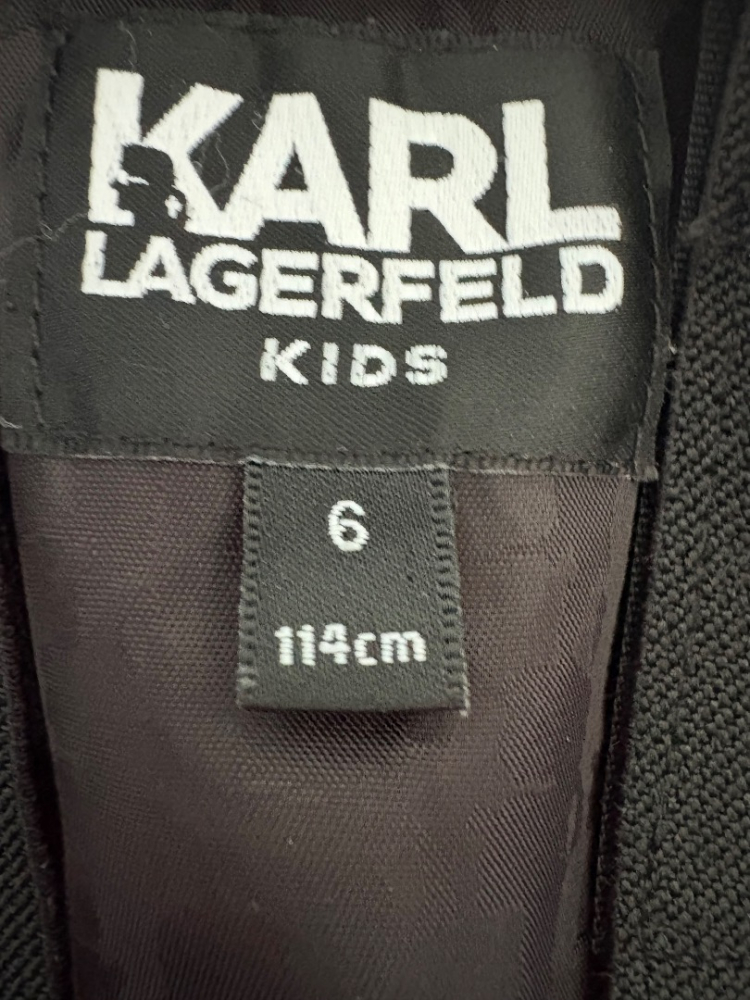 KARL
LAGERFELD
KIDS
6
114cm